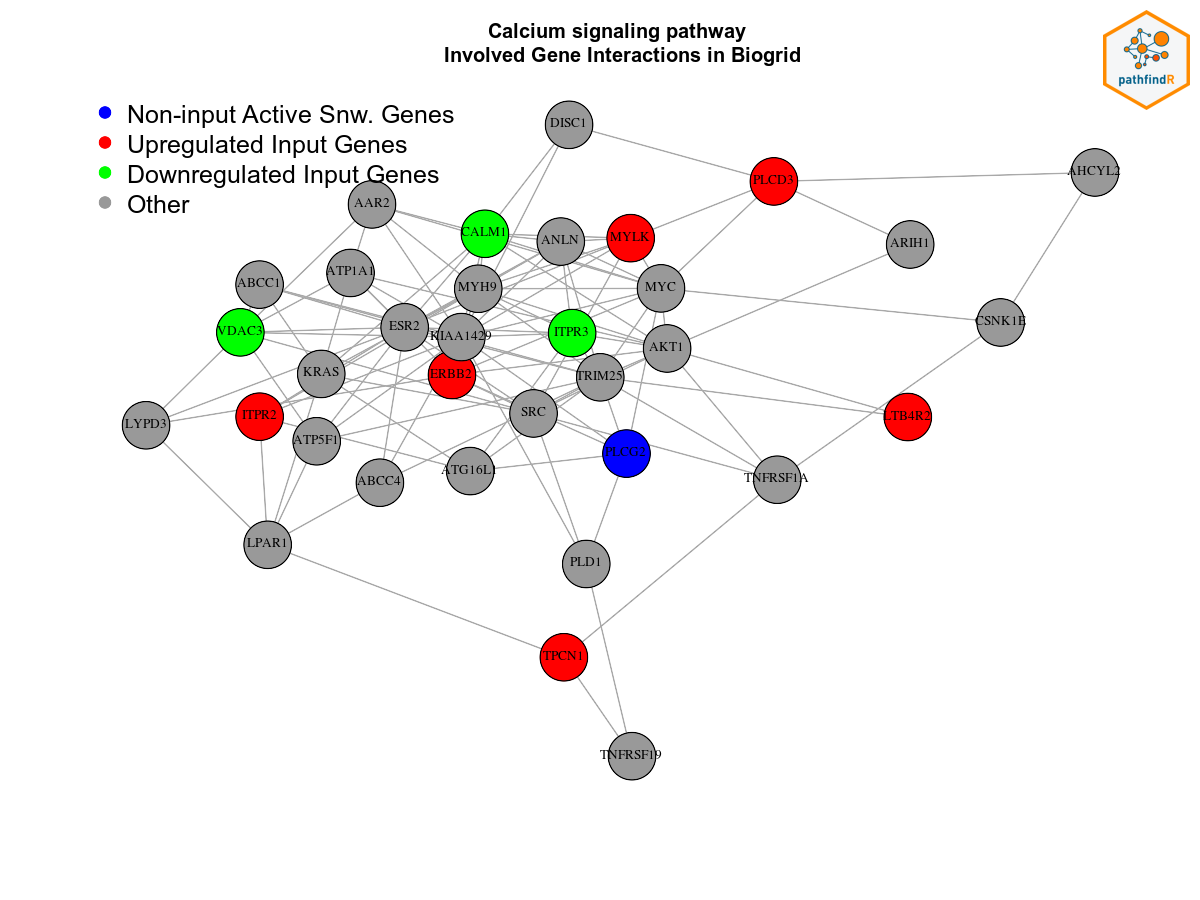 Calcium signaling pathway
Involved Gene Interactions in Biogrid
pathfindR
Non-input Active Snw. Genes
Upregulated Input Genes
Downregulated Input Genes
Other
DISC1
PLCD3
AHCYL2
AAR2
CALM1
ANLN
MYLK
ARIH1
ATP1A1
ABCC1
MYH9
MYC
VDAC3
ESR2
KIAA1429
ITPR3
AKT1
CSNK1E
KRAS
ERBB2
TRIM25
LYPD3
ITPR2
SRC
LTB4R2
ATP5F1
PLCG2
ABCC4
ATG16L1
TNFRSF1A
LPAR1
PLD1
TPCN1
TNFRSF19